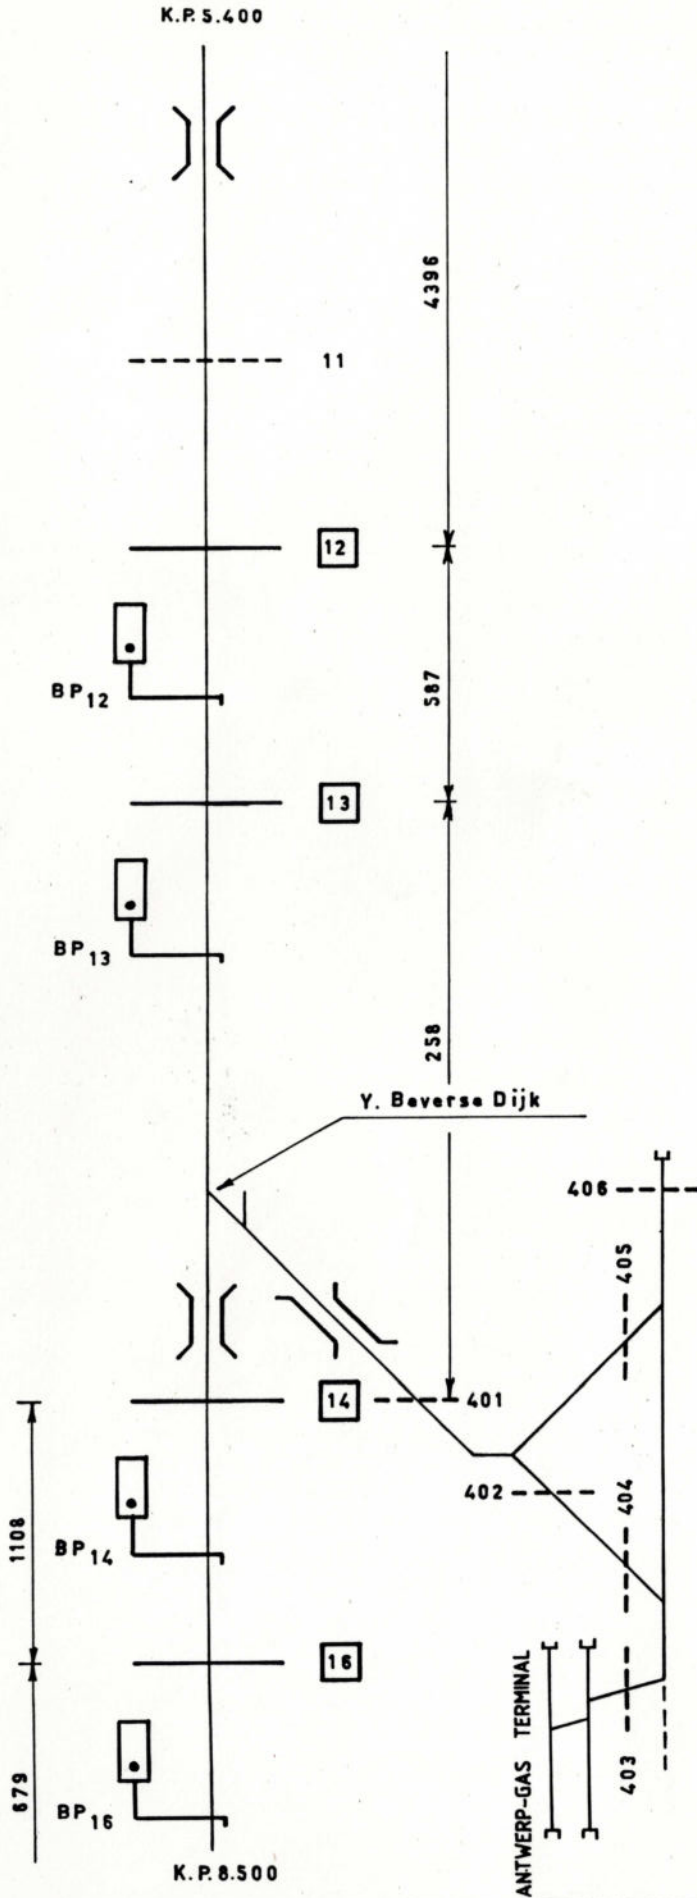 K.P. 5.400
4396
11
12
BP12
587
13
BP13
258
Y. Beverse Dijk
406
405
14
401
1108
402
404
BP14
16
ANTWERP-GAS TERMINAL
403
679
BP16
K.P. 8.500